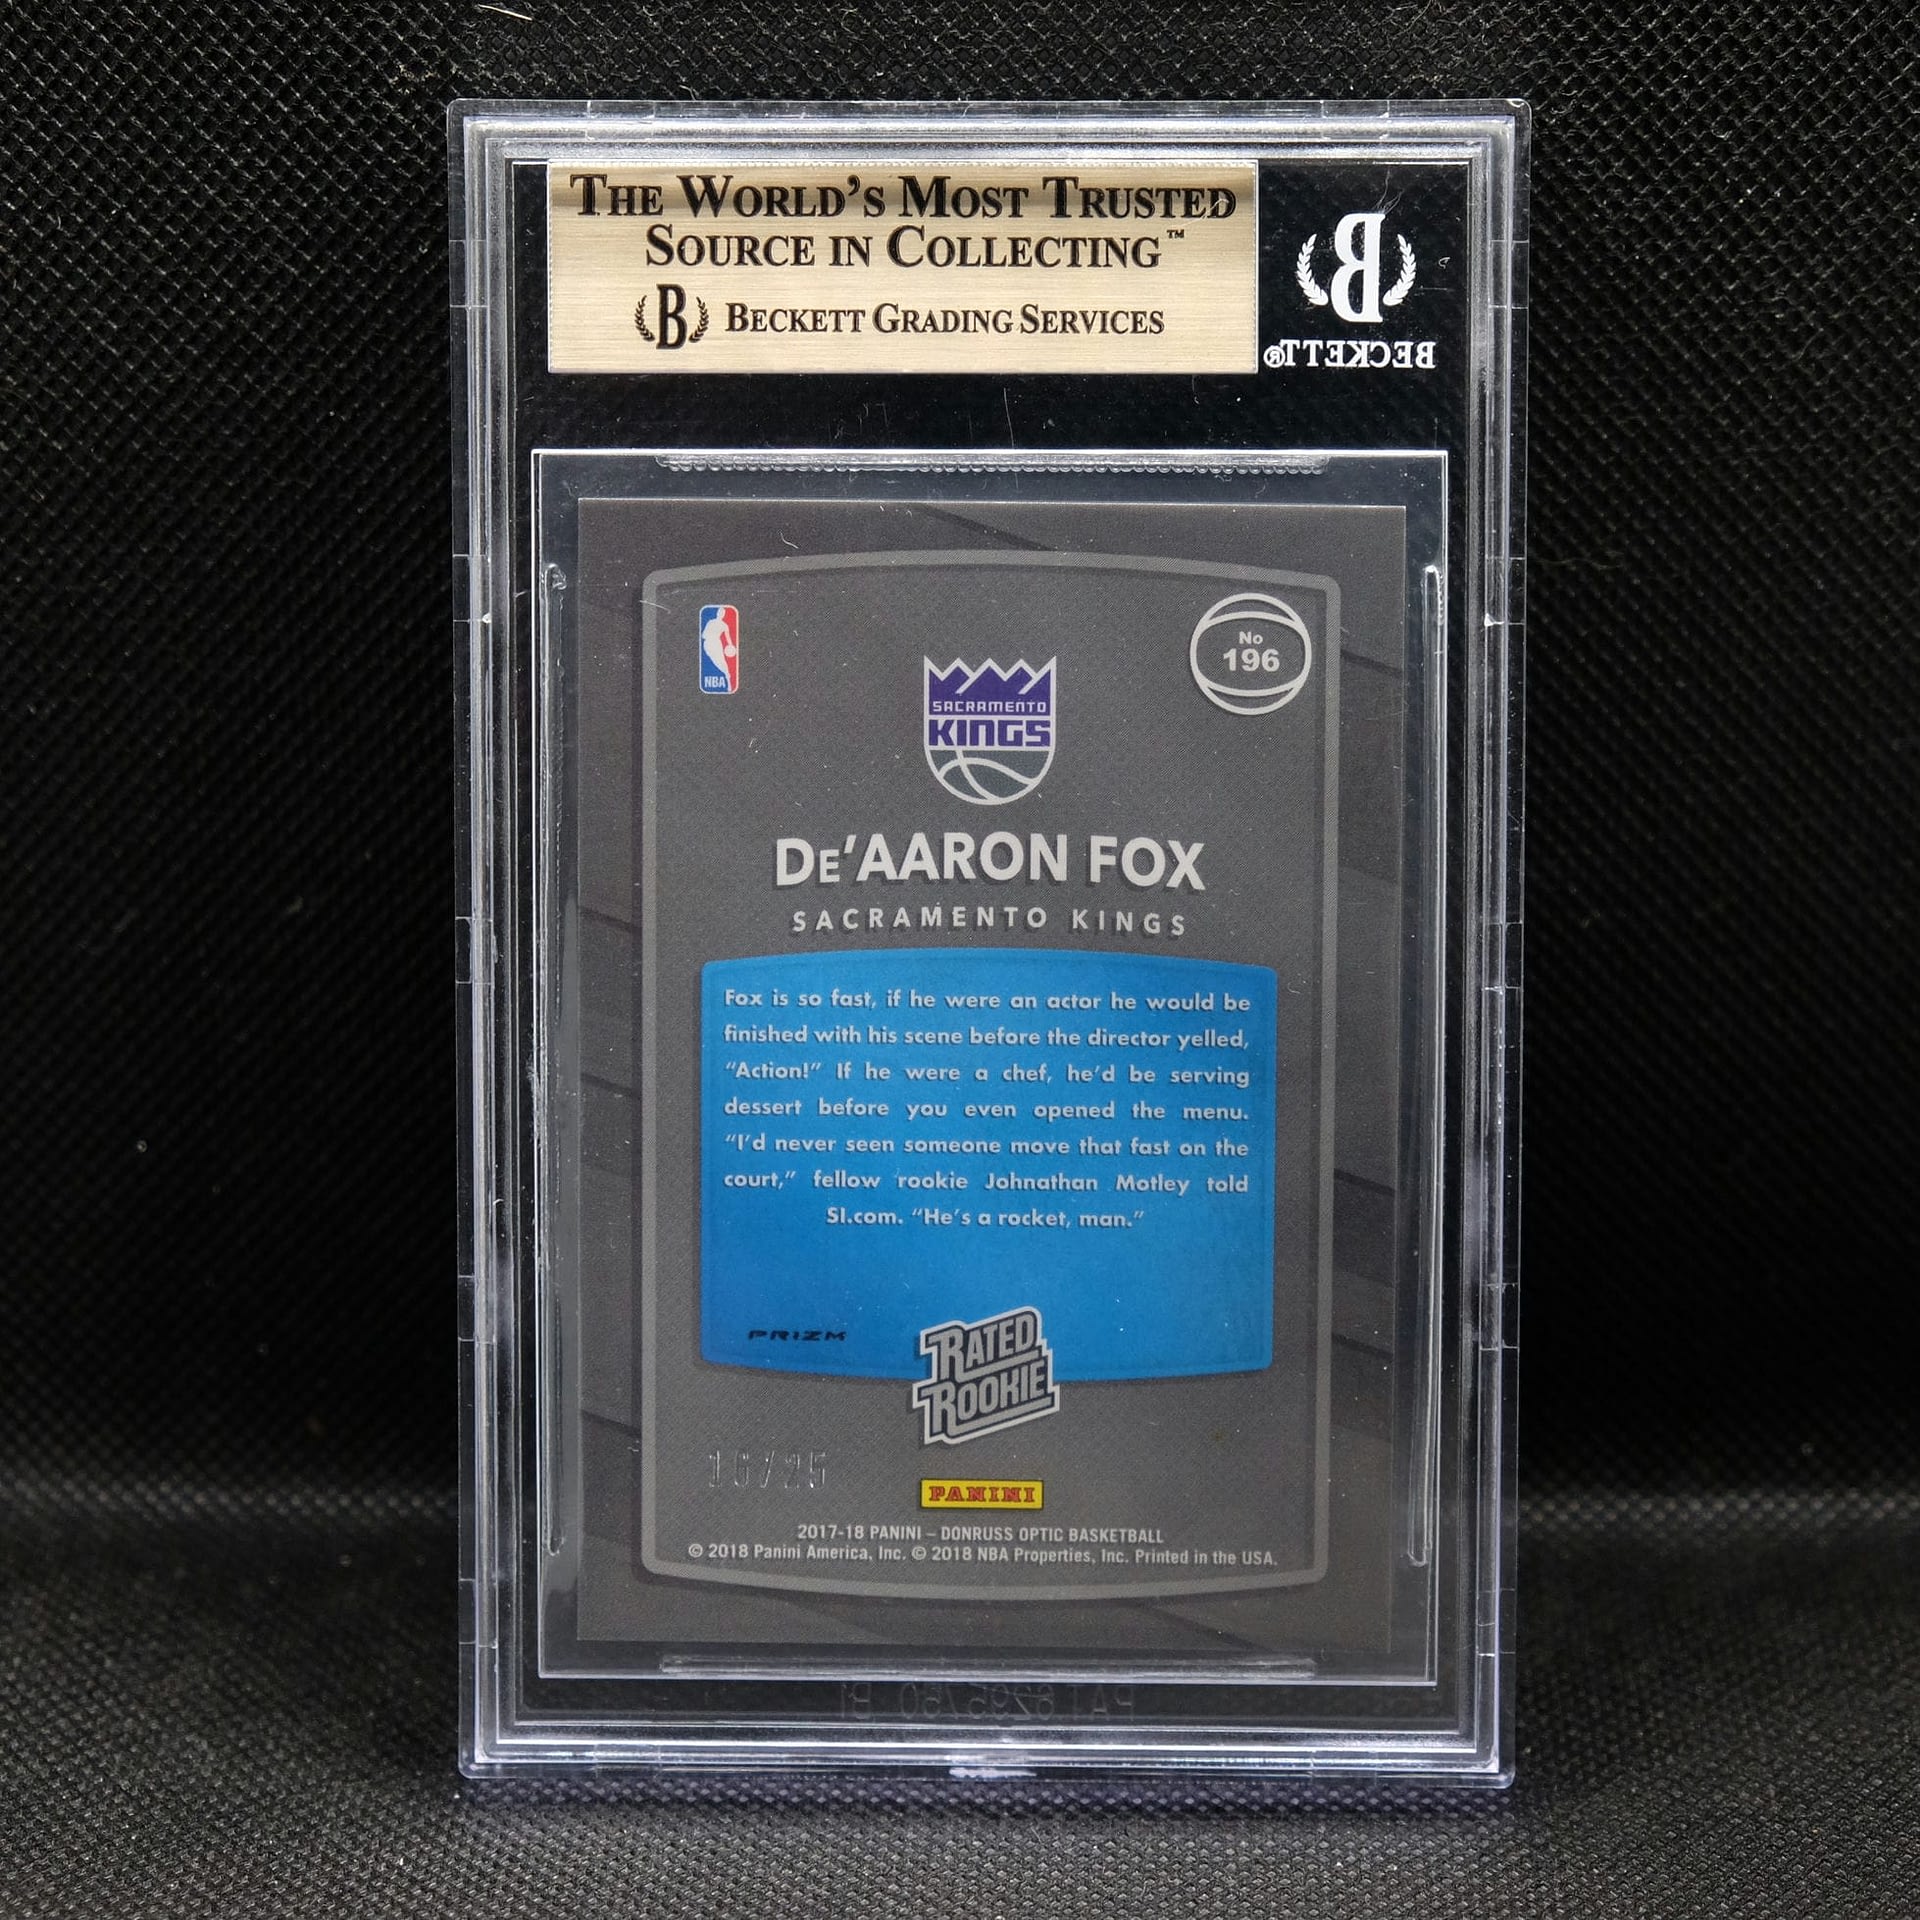 THE WORLD'S MOST TRUSTED
SOURCE IN COLLECTING™
B BECKETT GRADING SERVICES
B
BECKETT®
NBA
No
196
SACRAMENTO
KINGS
DE'AARON FOX
SACRAMENTO KINGS
Fox is so fast, if he were an actor he would be
finished with his scene before the director yelled,
“Action!” If he were a chef, he’d be serving
dessert before you even opened the menu.
“I’d never seen someone move that fast on the
court,” fellow rookie Johnathan Motley told
SI.com. “He’s a rocket, man.”
PRIZM
RATED
ROOKIE
PANINI
2017-18 PANINI – DONRUSS OPTIC BASKETBALL
© 2018 Panini America, Inc. © 2018 NBA Properties, Inc. Printed in the USA.